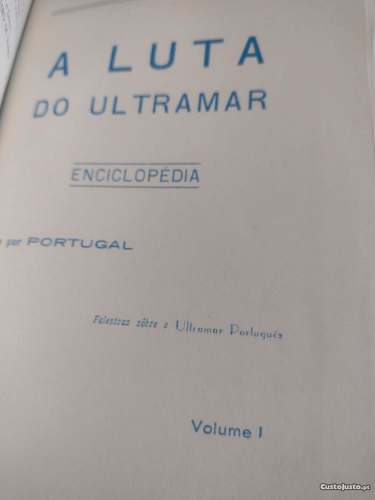 A LUTA
DO ULTRAMAR
ENCICLOPÉDIA
por PORTUGAL
Palestras sôbre o Ultramar Português
Volume I
CustoJusto.pt